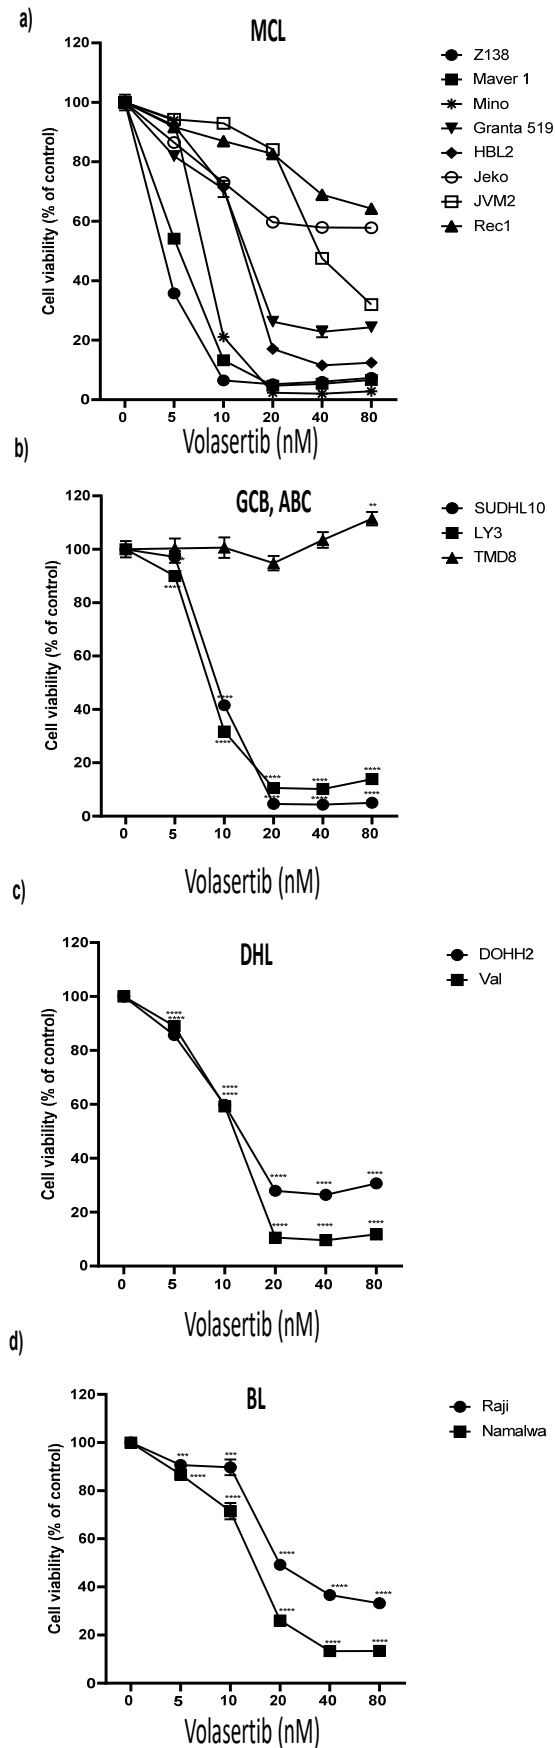 a)
MCL
120
100
80
60
40
20
0
Cell viability (% of control)
0 5 10 20 40 80
Volasertib (nM)
Z138
Maver 1
Mino
Granta 519
HBL2
Jeko
JVM2
Rec1
b)
GCB, ABC
120
100
80
60
40
20
0
Cell viability (% of control)
**
****
****
****
****
****
****
****
****
****
0 5 10 20 40 80
Volasertib (nM)
SUDHL10
LY3
TMD8
c)
DHL
120
100
80
60
40
20
0
Cell viability (% of control)
****
****
****
****
****
****
****
****
****
****
0 5 10 20 40 80
Volasertib (nM)
DOHH2
Val
d)
BL
120
100
80
60
40
20
0
Cell viability (% of control)
***
****
***
****
****
****
****
****
****
****
0 5 10 20 40 80
Volasertib (nM)
Raji
Namalwa